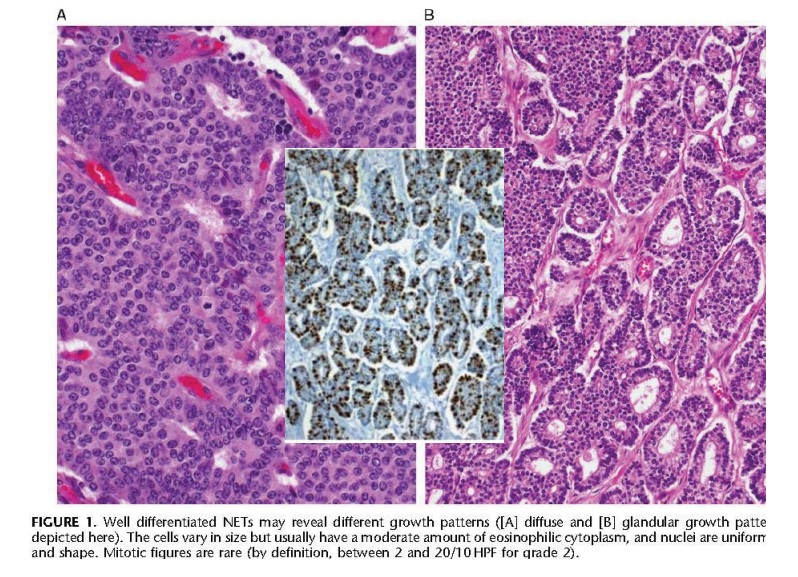 A
B
FIGURE 1. Well differentiated NETs may reveal different growth patterns ([A] diffuse and [B] glandular growth patte
depicted here). The cells vary in size but usually have a moderate amount of eosinophilic cytoplasm, and nuclei are uniform
and shape. Mitotic figures are rare (by definition, between 2 and 20/10 HPF for grade 2).